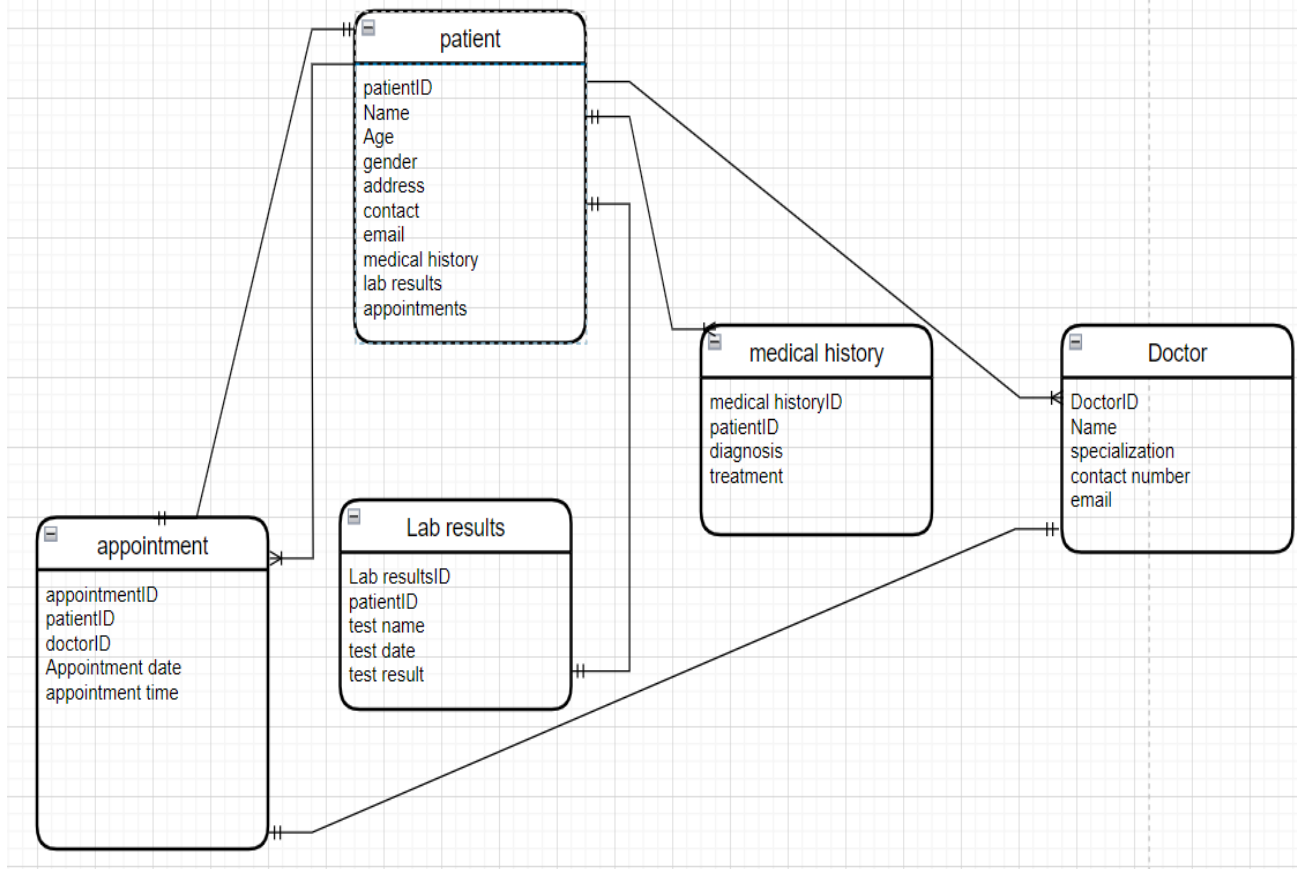 patient
patientID
Name
Age
gender
address
contact
email
medical history
lab results
appointments
medical history
medical historyID
patientID
diagnosis
treatment
Doctor
DoctorID
Name
specialization
contact number
email
appointment
appointmentID
patientID
doctorID
Appointment date
appointment time
Lab results
Lab resultsID
patientID
test name
test date
test result